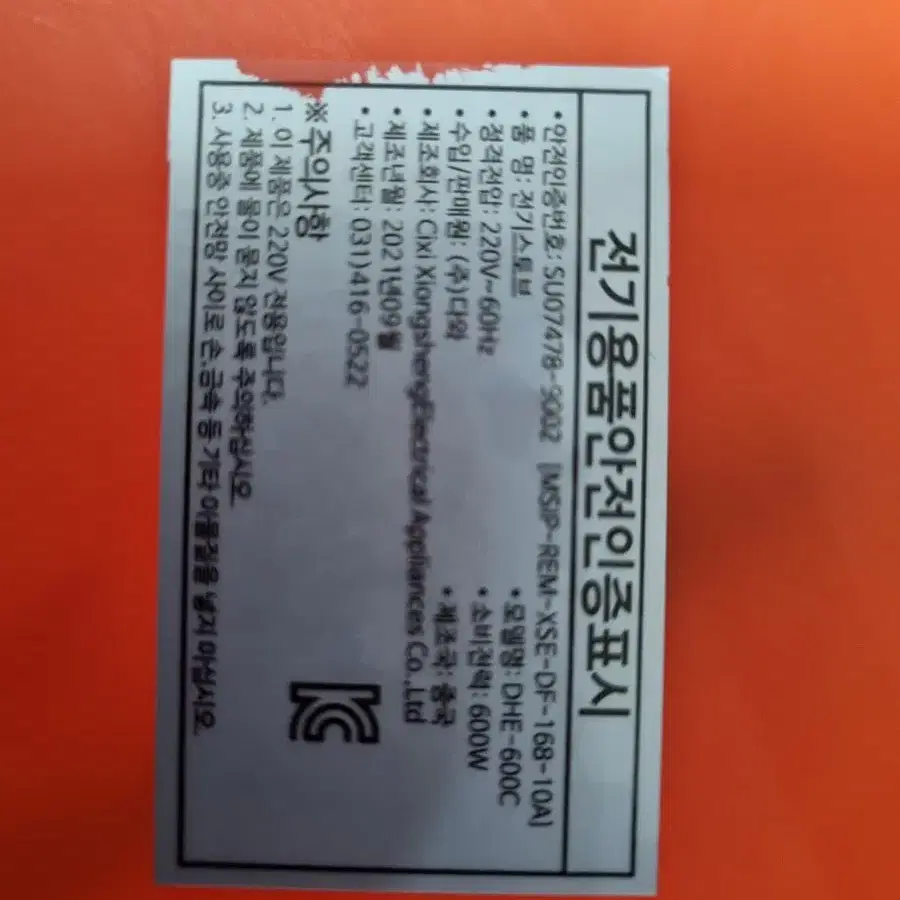 전기용품안전인증표시
• 안전인증번호: SU07478-9002 [MSIP-REM-XSE-DF-168-10A]
• 품 명: 전기스토브 • 모델명: DHE-600C
• 정격전압: 220V~60Hz • 소비전력: 600W
• 수입/판매원: (주)다와 • 제조국: 중국
• 제조회사: Cixi XiongshengElectrical Appliances Co.,Ltd
• 제조년월: 2021년09월
• 고객센터: 031)416-0522
※주의사항
1. 이 제품은 220V 전용입니다.
2. 제품에 물이 묻지 않도록 주의하십시오.
3. 사용중 안전망 사이로 손,금속 등 기타 이물질을 넣지 마십시오.